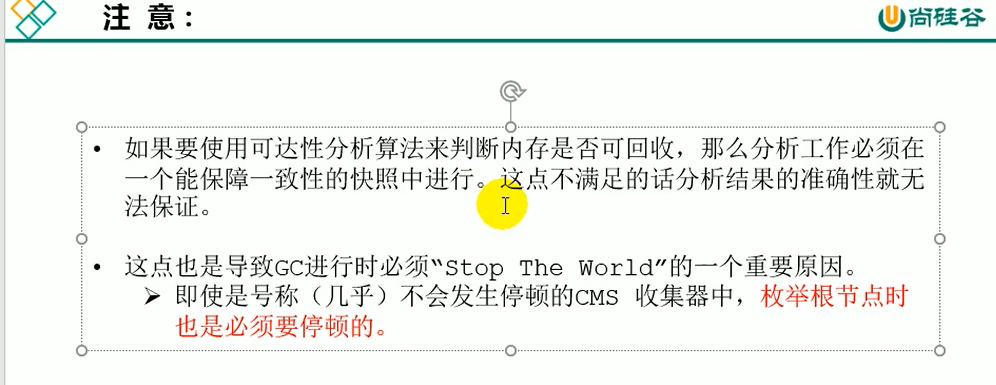 注 意：
尚硅谷
• 如果要使用可达性分析算法来判断内存是否可回收，那么分析工作必须在
一个能保障一致性的快照中进行。这点不满足的话分析结果的准确性就无
法保证。
• 这点也是导致GC进行时必须“Stop The World”的一个重要原因。
➢ 即使是号称（几乎）不会发生停顿的CMS 收集器中，枚举根节点时
也是必须要停顿的。